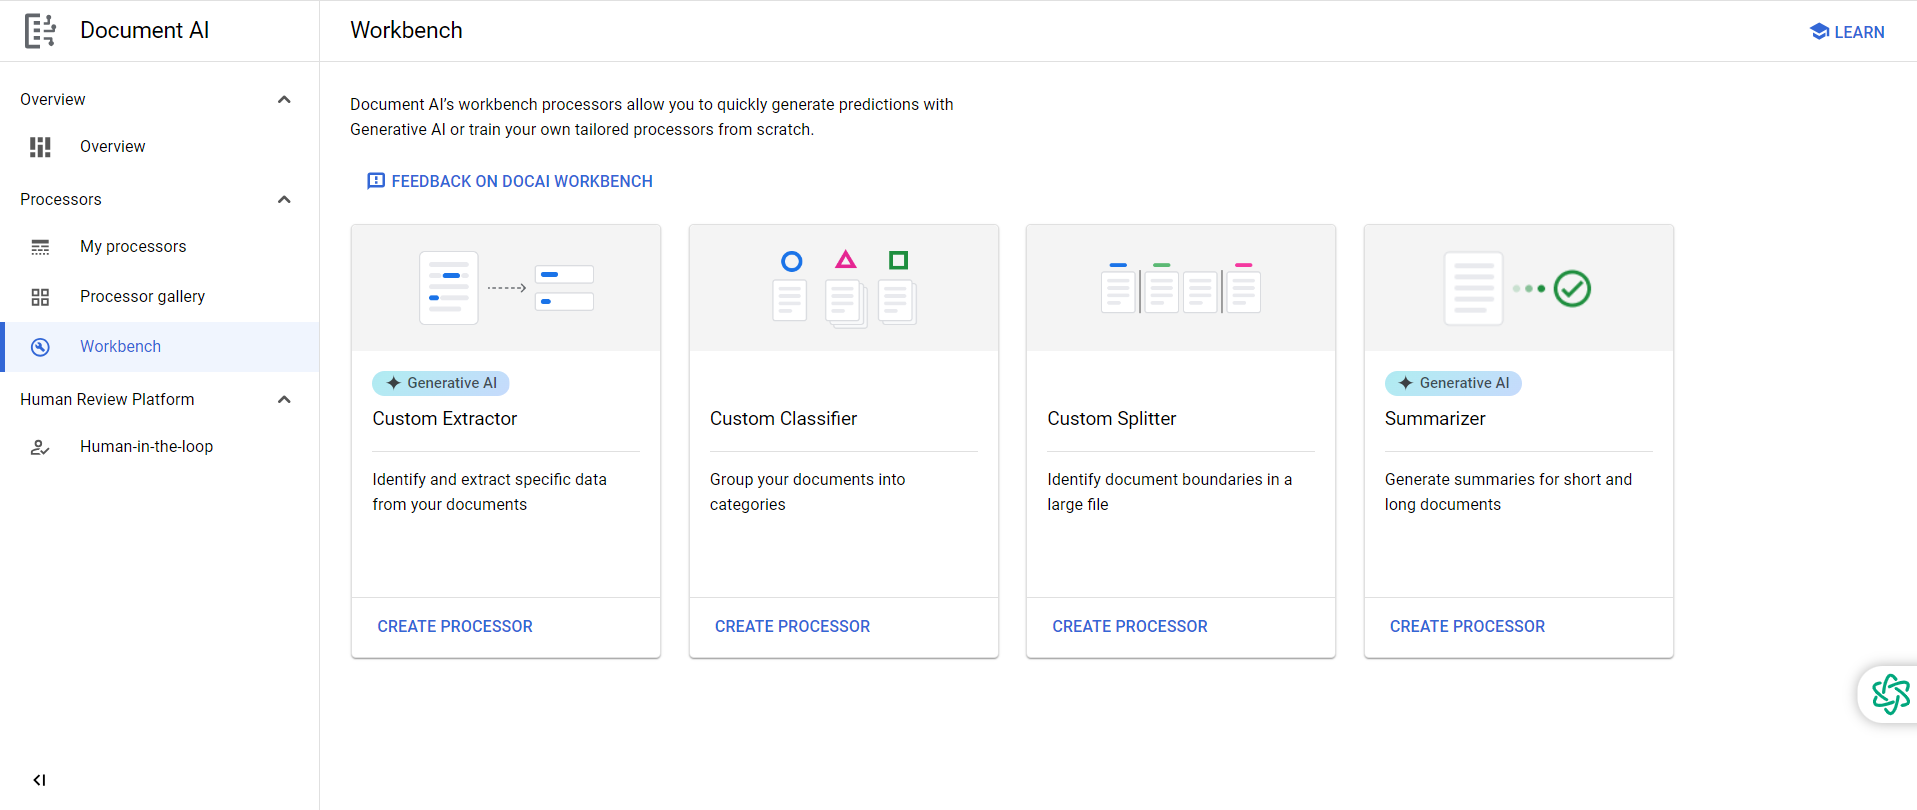 Document AI
Workbench
LEARN
Overview
Overview
Processors
My processors
Processor gallery
Workbench
Human Review Platform
Human-in-the-loop
Document AI’s workbench processors allow you to quickly generate predictions with
Generative AI or train your own tailored processors from scratch.
FEEDBACK ON DOCAI WORKBENCH
Generative AI
Custom Extractor
Identify and extract specific data
from your documents
CREATE PROCESSOR
Custom Classifier
Group your documents into
categories
CREATE PROCESSOR
Custom Splitter
Identify document boundaries in a
large file
CREATE PROCESSOR
Generative AI
Summarizer
Generate summaries for short and
long documents
CREATE PROCESSOR